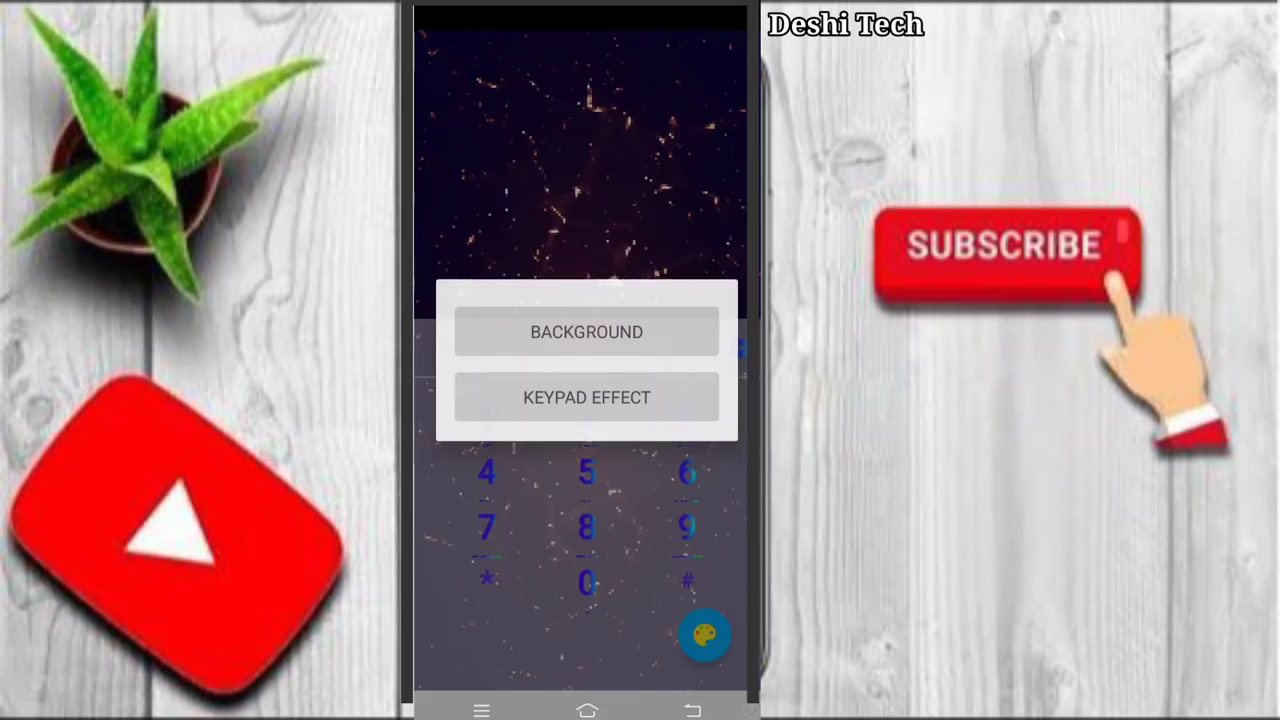 Deshi Tech
SUBSCRIBE
BACKGROUND
KEYPAD EFFECT
4 5 6
7 8 9
* 0 #